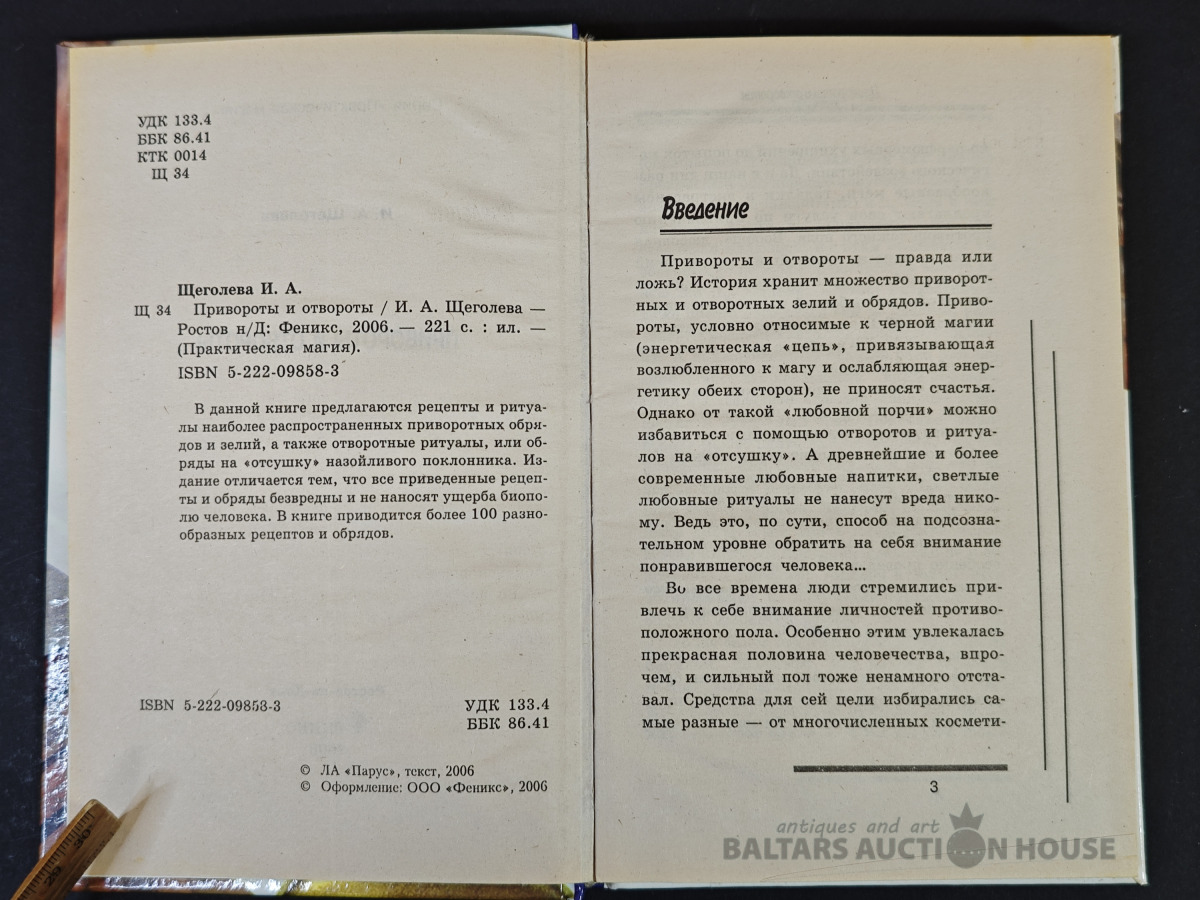 УДК 133.4
ББК 86.41
КТК 0014
Щ 34
Щеголева И. А.
Щ 34 Привороты и отвороты / И. А. Щеголева —
Ростов н/Д: Феникс, 2006. — 221 с. : ил. —
(Практическая магия).
ISBN 5-222-09858-3
В данной книге предлагаются рецепты и ритуа-
лы наиболее распространенных приворотных обря-
дов и зелий, а также отворотные ритуалы, или об-
ряды на «отсушку» назойливого поклонника. Из-
дание отличается тем, что все приведенные рецеп-
ты и обряды безвредны и не наносят ущерба биопо-
лю человека. В книге приводится более 100 разно-
образных рецептов и обрядов.
ISBN 5-222-09858-3
УДК 133.4
ББК 86.41
© ЛА «Парус», текст, 2006
© Оформление: ООО «Феникс», 2006
Введение
Привороты и отвороты — правда или
ложь? История хранит множество приворот-
ных и отворотных зелий и обрядов. Приво-
роты, условно относимые к черной магии
(энергетическая «цепь», привязывающая
возлюбленного к магу и ослабляющая энер-
гетику обеих сторон), не приносят счастья.
Однако от такой «любовной порчи» можно
избавиться с помощью отворотов и ритуа-
лов на «отсушку». А древнейшие и более
современные любовные напитки, светлые
любовные ритуалы не нанесут вреда нико-
му. Ведь это, по сути, способ на подсозна-
тельном уровне обратить на себя внимание
понравившегося человека...
Во все времена люди стремились при-
влечь к себе внимание личностей противо-
положного пола. Особенно этим увлекалась
прекрасная половина человечества, впро-
чем, и сильный пол тоже ненамного отста-
вал. Средства для сей цели избирались са-
мые разные — от многочисленных космети-
3
antiques and art
BALTARS AUCTION HOUSE